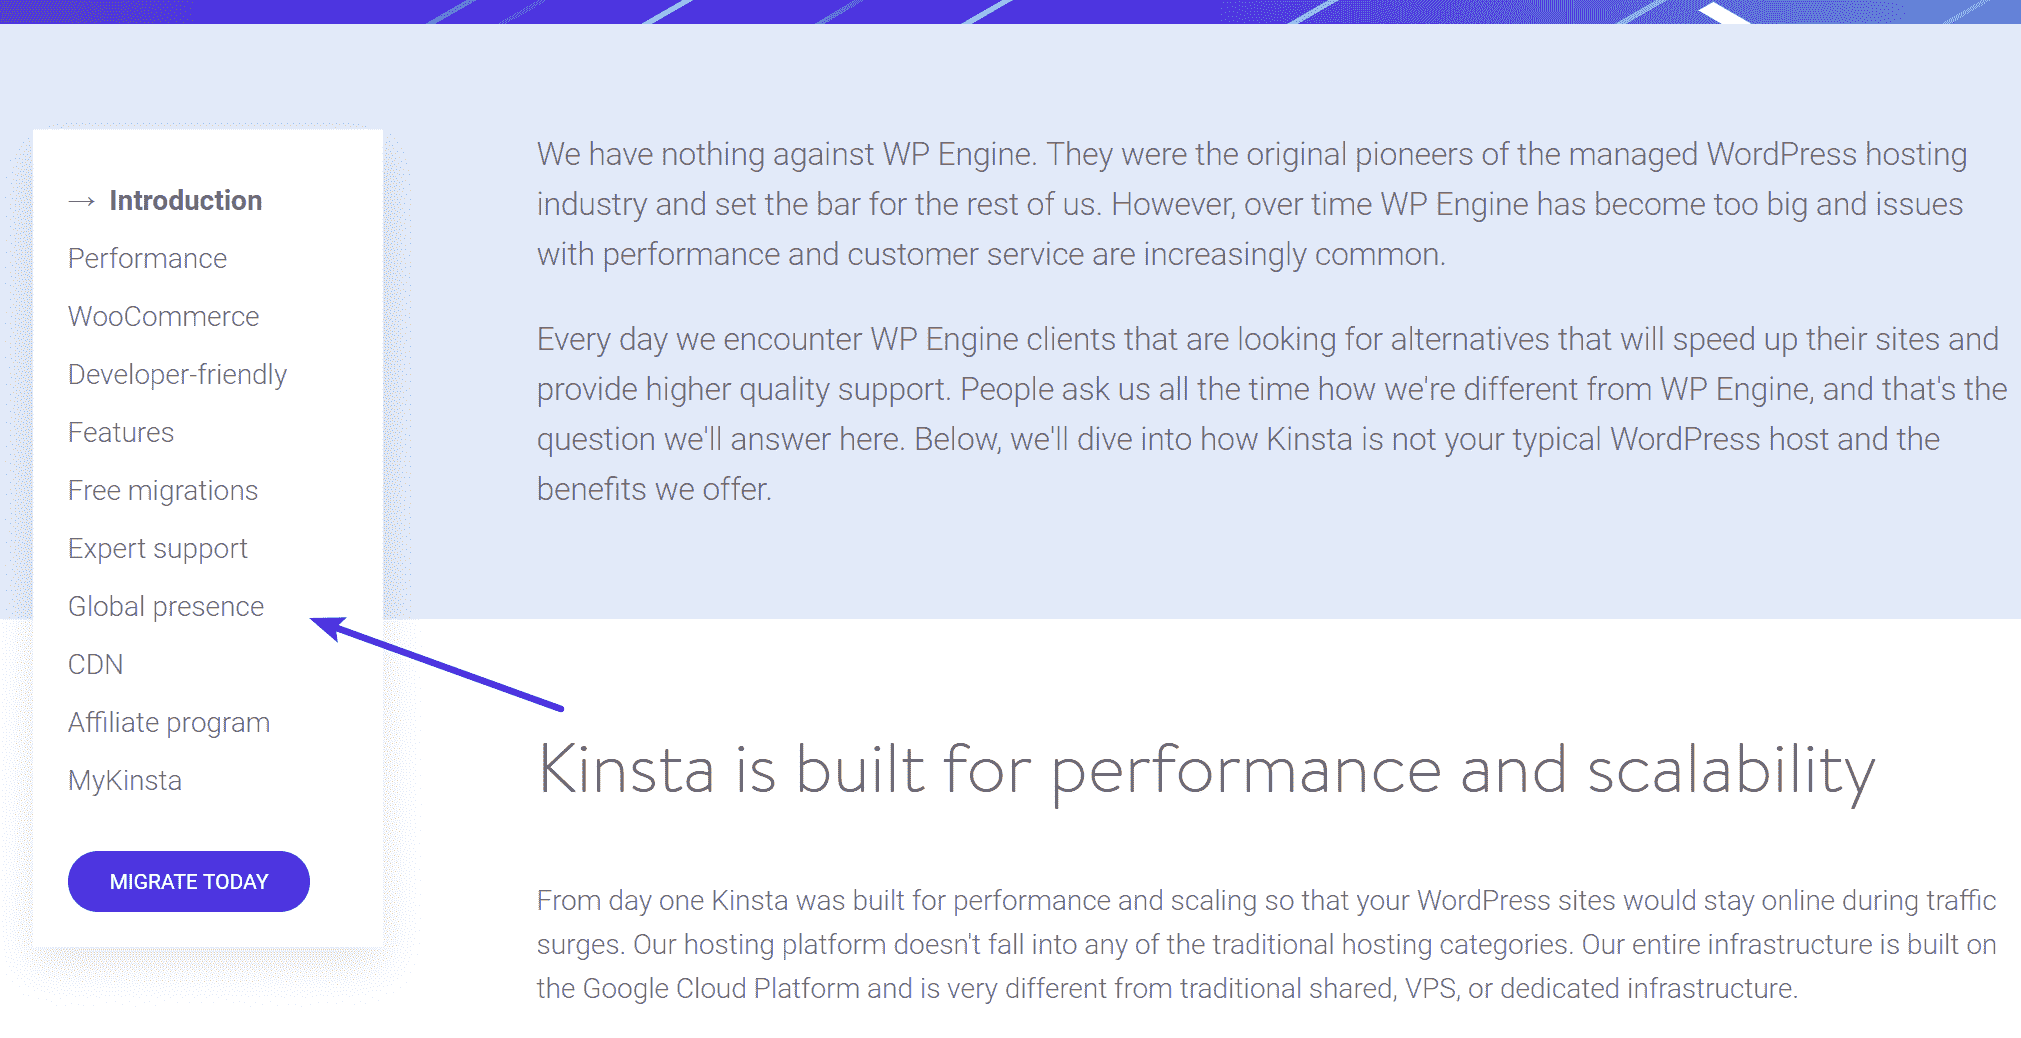 → Introduction
Performance
WooCommerce
Developer-friendly
Features
Free migrations
Expert support
Global presence
CDN
Affiliate program
MyKinsta
MIGRATE TODAY
We have nothing against WP Engine. They were the original pioneers of the managed WordPress hosting
industry and set the bar for the rest of us. However, over time WP Engine has become too big and issues
with performance and customer service are increasingly common.
Every day we encounter WP Engine clients that are looking for alternatives that will speed up their sites and
provide higher quality support. People ask us all the time how we're different from WP Engine, and that's the
question we'll answer here. Below, we'll dive into how Kinsta is not your typical WordPress host and the
benefits we offer.
Kinsta is built for performance and scalability
From day one Kinsta was built for performance and scaling so that your WordPress sites would stay online during traffic
surges. Our hosting platform doesn't fall into any of the traditional hosting categories. Our entire infrastructure is built on
the Google Cloud Platform and is very different from traditional shared, VPS, or dedicated infrastructure.